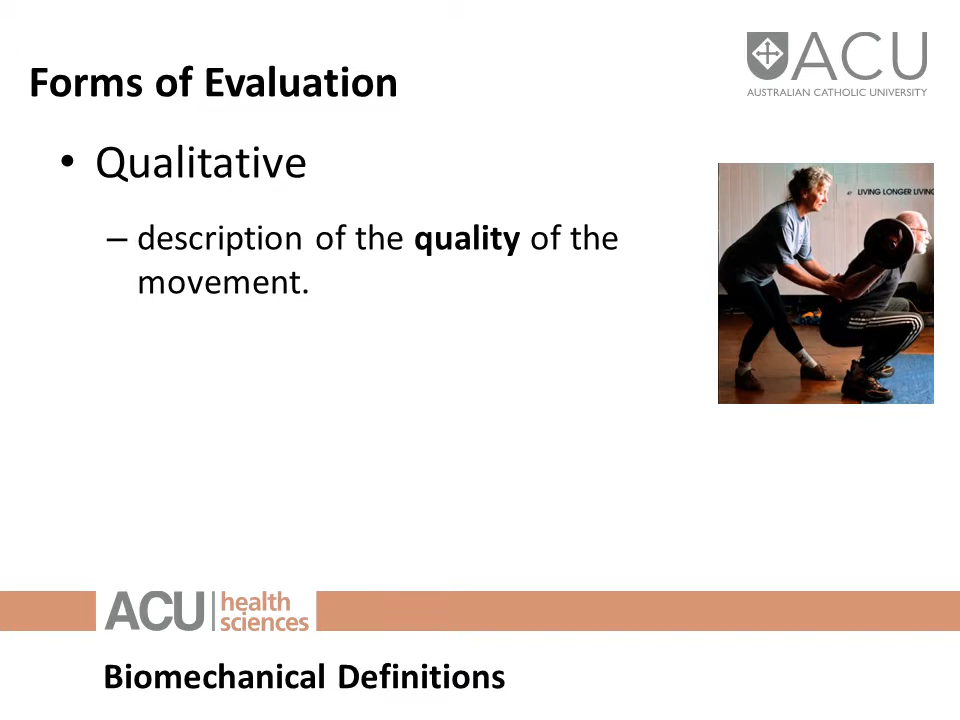 ACU
AUSTRALIAN CATHOLIC UNIVERSITY
Forms of Evaluation
• Qualitative
– description of the quality of the
movement.
LIVING LONGER LIVING
ACU health
sciences
Biomechanical Definitions